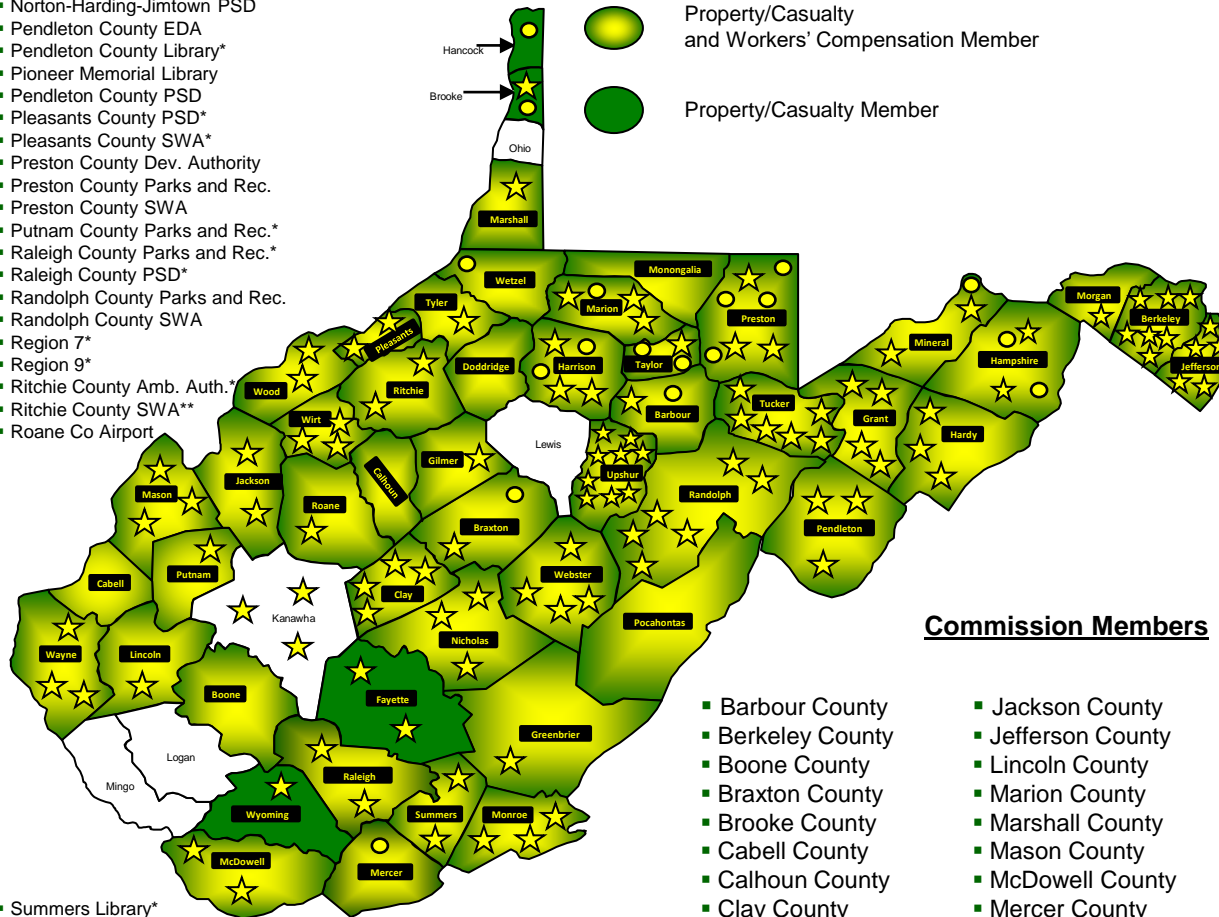 ▪ Norton-Harding-Jimtown PSD
▪ Pendleton County EDA
▪ Pendleton County Library*
▪ Pioneer Memorial Library
▪ Pendleton County PSD
▪ Pleasants County PSD*
▪ Pleasants County SWA*
▪ Preston County Dev. Authority
▪ Preston County Parks and Rec.
▪ Preston County SWA
▪ Putnam County Parks and Rec.*
▪ Raleigh County Parks and Rec.*
▪ Raleigh County PSD*
▪ Randolph County Parks and Rec.
▪ Randolph County SWA
▪ Region 7*
▪ Region 9*
▪ Ritchie County Amb. Auth.*
▪ Ritchie County SWA**
▪ Roane Co Airport
▪ Summers Library*
Property/Casualty
and Workers' Compensation Member
Property/Casualty Member
Hancock
Brooke
Ohio
Marshall
Wetzel
Monongalia
Tyler
Marion
Preston
Pleasants
Doddridge
Harrison
Taylor
Mineral
Hampshire
Morgan
Berkeley
Jefferson
Wood
Ritchie
Wirt
Barbour
Tucker
Grant
Hardy
Lewis
Gilmer
Calhoun
Upshur
Randolph
Mason
Jackson
Roane
Braxton
Pendleton
Cabell
Putnam
Clay
Webster
Kanawha
Nicholas
Pocahontas
Wayne
Lincoln
Boone
Fayette
Greenbrier
Logan
Mingo
Raleigh
Wyoming
Summers
Monroe
McDowell
Mercer
Commission Members
▪ Barbour County
▪ Berkeley County
▪ Boone County
▪ Braxton County
▪ Brooke County
▪ Cabell County
▪ Calhoun County
▪ Clay County
▪ Jackson County
▪ Jefferson County
▪ Lincoln County
▪ Marion County
▪ Marshall County
▪ Mason County
▪ McDowell County
▪ Mercer County